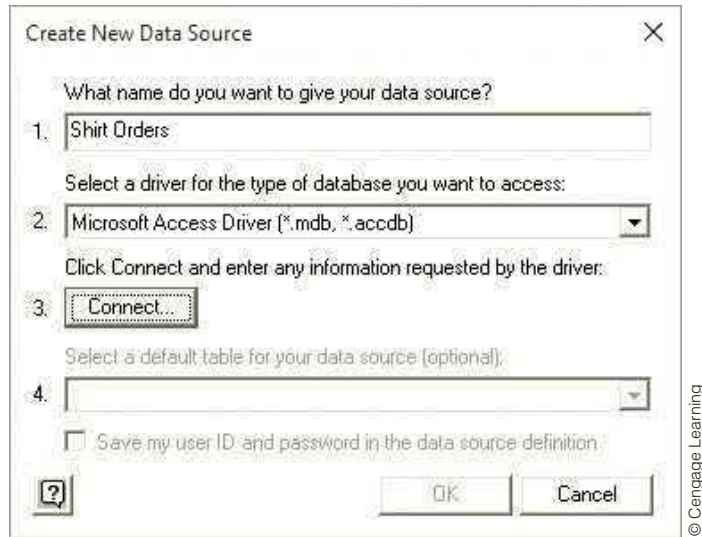 Create New Data Source
What name do you want to give your data source?
1. Shirt Orders
Select a driver for the type of database you want to access:
2. Microsoft Access Driver (*.mdb, *.accdb)
Click Connect and enter any information requested by the driver:
3. Connect...
Select a default table for your data source (optional):
4.
Save my user ID and password in the data source definition
OK Cancel
© Cengage Learning